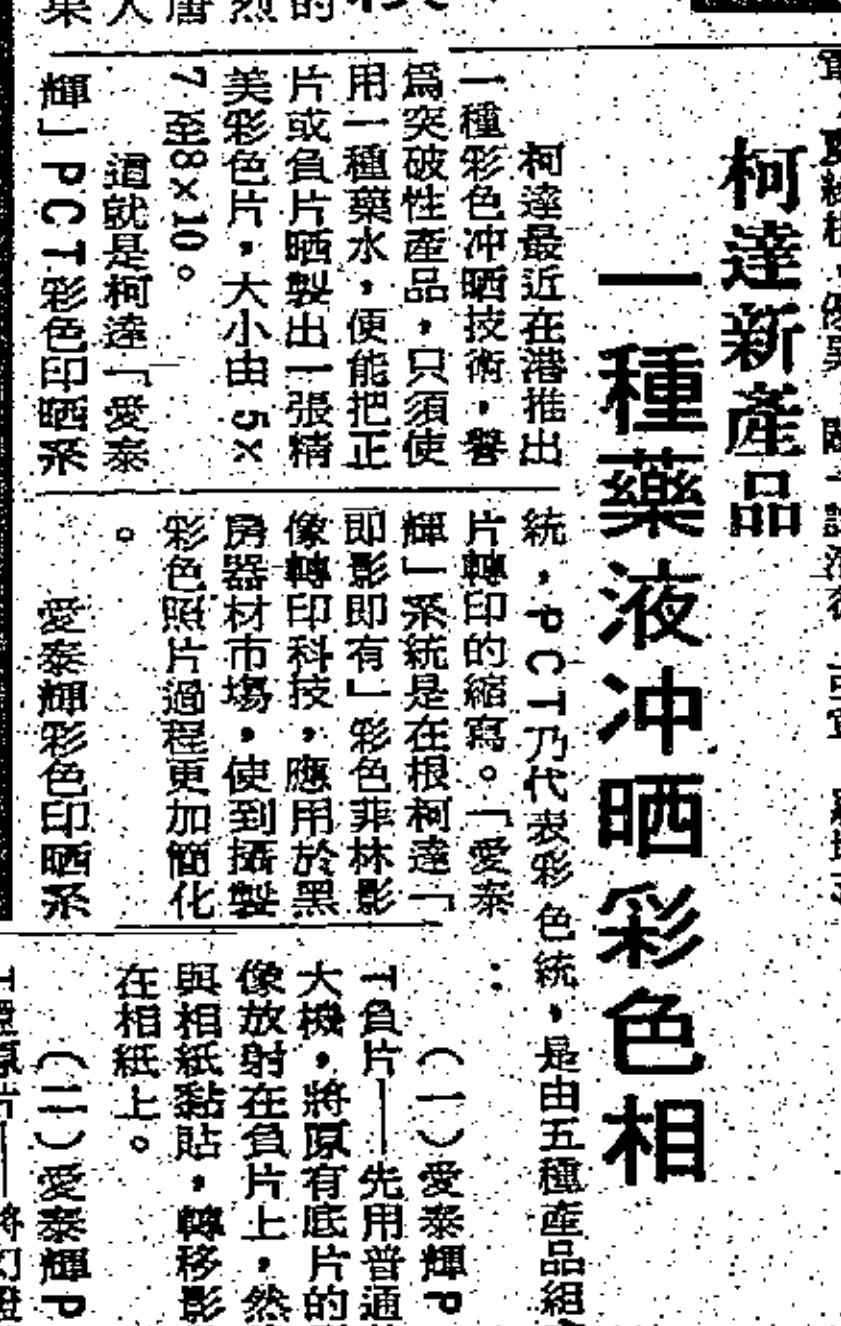 柯達新產品
一種藥液冲晒彩色相
柯達最近在港推出
一種彩色冲晒技術，譽
爲突破性產品，只須使
用一種藥水，便能把正
片或負片晒製出一張精
美彩色片，大小由5×
7至8×10。
這就是柯達「愛泰
輝」PCT彩色印晒系
統，PCT乃代表彩色
片轉印的縮寫。「愛泰
輝」系統是在根柯達「
即影即有」彩色菲林影
像轉印科技，應用於黑
房器材市場，使到攝製
彩色照片過程更加簡化
。
愛泰輝彩色印晒系
統，是由五種產品組
：
（一）愛泰輝P
T負片——先用普通
大機，將原有底片的
像放射在負片上，然
與相紙黏貼，轉移影
在相紙上。
（二）愛泰輝P